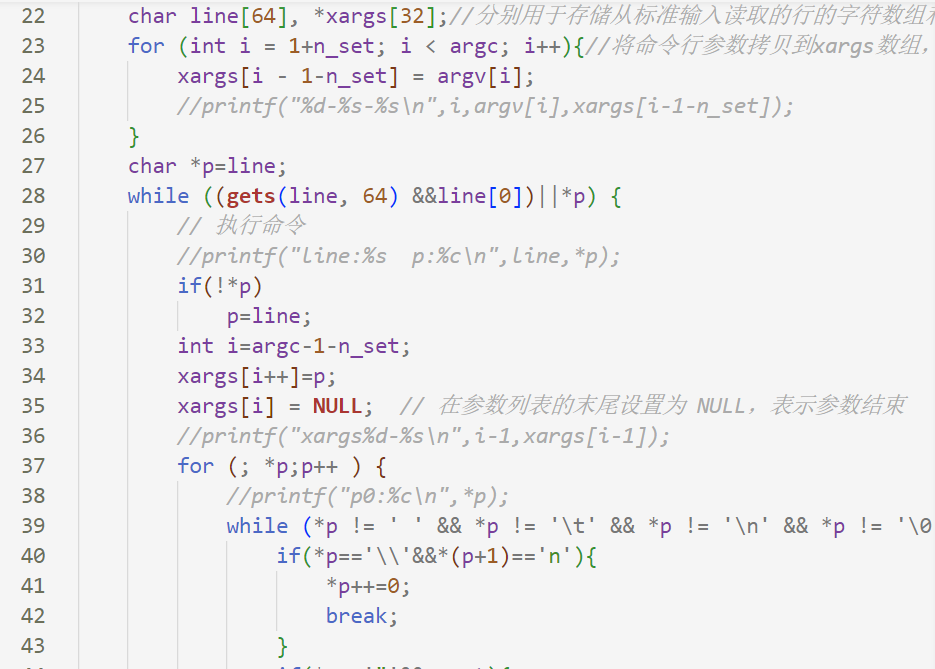 22 char line[64], *xargs[32];//分别用于存储从标准输入读取的行的字符数组
23 for (int i = 1+n_set; i < argc; i++){//将命令行参数拷贝到xargs数组，
24 xargs[i - 1-n_set] = argv[i];
25 //printf("%d-%s-%s\n",i,argv[i],xargs[i-1-n_set]);
26 }
27 char *p=line;
28 while ((gets(line, 64) &&line[0])||*p) {
29 // 执行命令
30 //printf("line:%s  p:%c\n",line,*p);
31 if(!*p)
32 p=line;
33 int i=argc-1-n_set;
34 xargs[i++]=p;
35 xargs[i] = NULL;  // 在参数列表的末尾设置为 NULL，表示参数结束
36 //printf("xargs%d-%s\n",i-1,xargs[i-1]);
37 for (; *p;p++ ) {
38 //printf("p0:%c\n",*p);
39 while (*p != ' ' && *p != '\t' && *p != '\n' && *p != '\0
40 if(*p=='\\'&&*(p+1)=='n'){
41 *p++=0;
42 break;
43 }